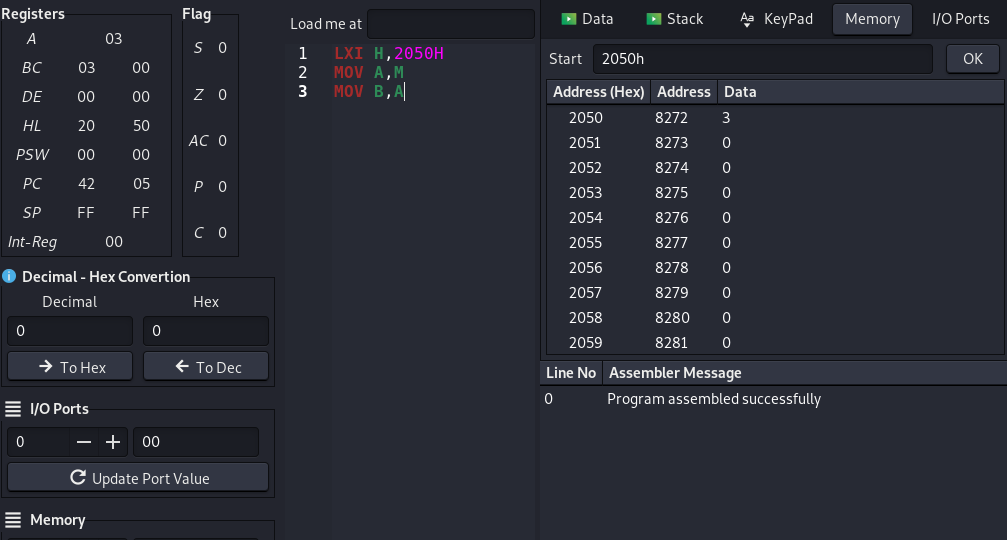 Registers
A 03
BC 03 00
DE 00 00
HL 20 50
PSW 00 00
PC 42 05
SP FF FF
Int-Reg 00
Flag
S 0
Z 0
AC 0
P 0
C 0
i Decimal - Hex Convertion
Decimal Hex
0 0
To Hex To Dec
I/O Ports
0 00
Update Port Value
Memory
Load me at
1 LXI H,2050H
2 MOV A,M
3 MOV B,A
Data Stack Aa KeyPad Memory I/O Ports
Start 2050h OK
Address (Hex) Address Data
2050 8272 3
2051 8273 0
2052 8274 0
2053 8275 0
2054 8276 0
2055 8277 0
2056 8278 0
2057 8279 0
2058 8280 0
2059 8281 0
Line No Assembler Message
0 Program assembled successfully